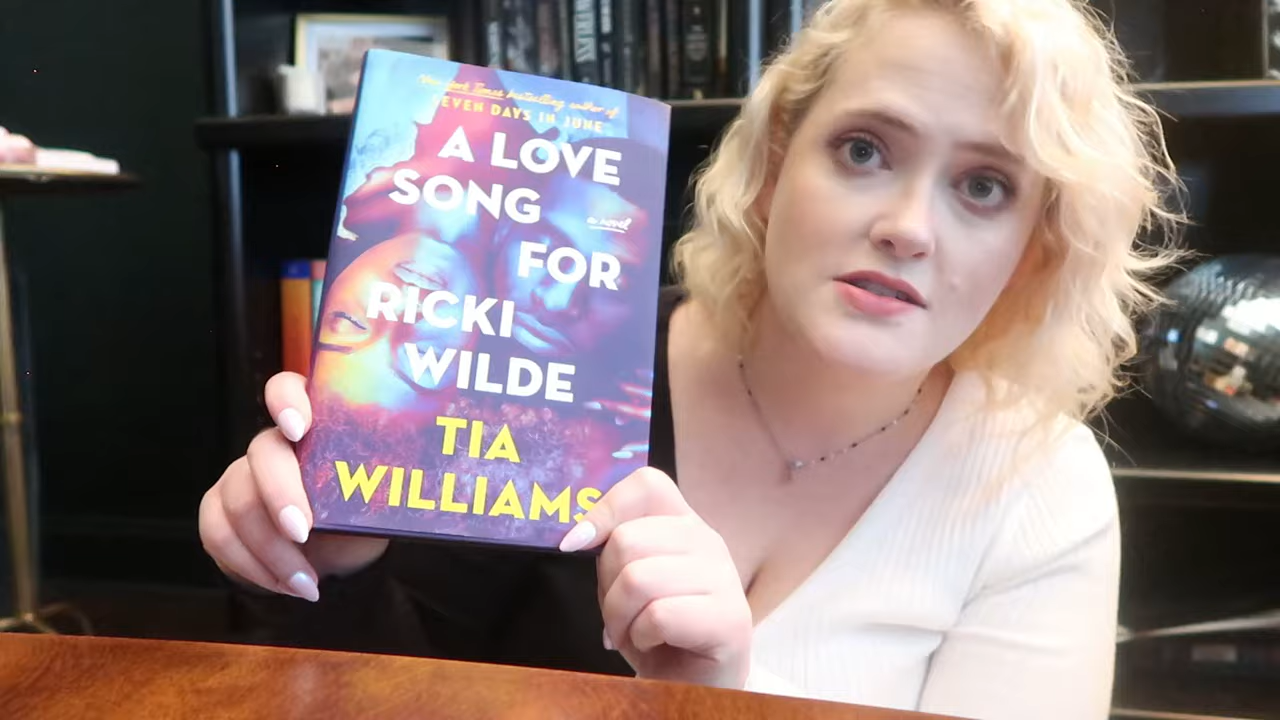 New York Times bestselling author of
SEVEN DAYS IN JUNE
A LOVE
SONG
a novel
FOR
RICKI
WILDE
TIA
WILLIAMS